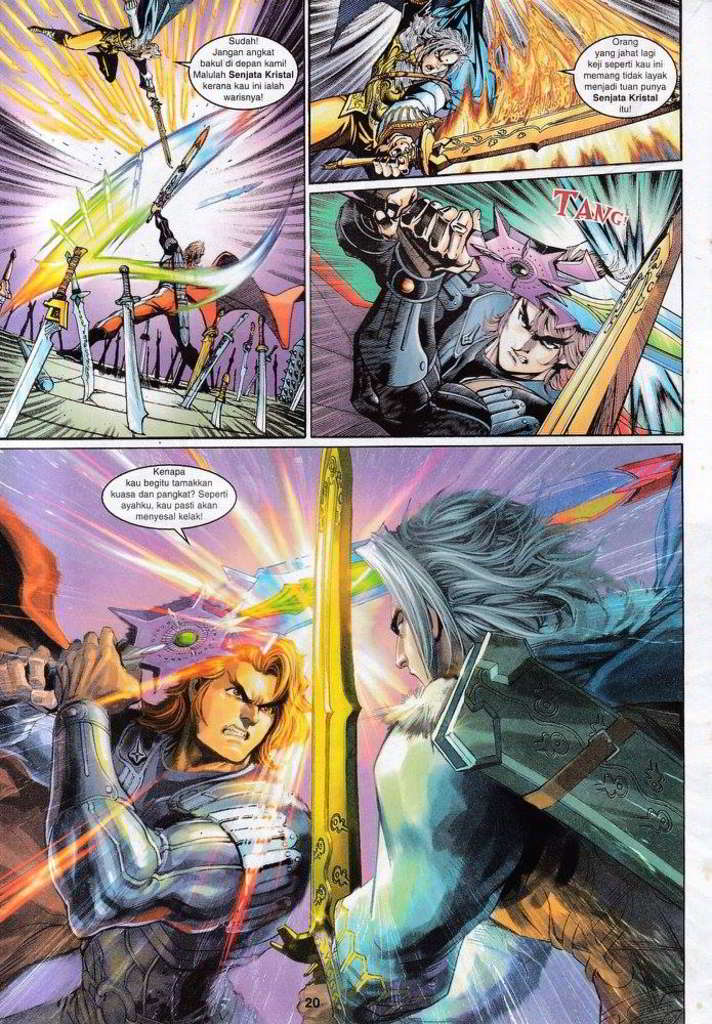 Sudah!
Jangan angkat
bakul di depan kami!
Malulah Senjata Kristal
kerana kau ini ialah
warisnya!
Orang
yang jahat lagi
keji seperti kau ini
memang tidak layak
menjadi tuan punya
Senjata Kristal
itu!
TANG!
Kenapa
kau begitu tamakkan
kuasa dan pangkat? Seperti
ayahku, kau pasti akan
menyesal kelak!
20